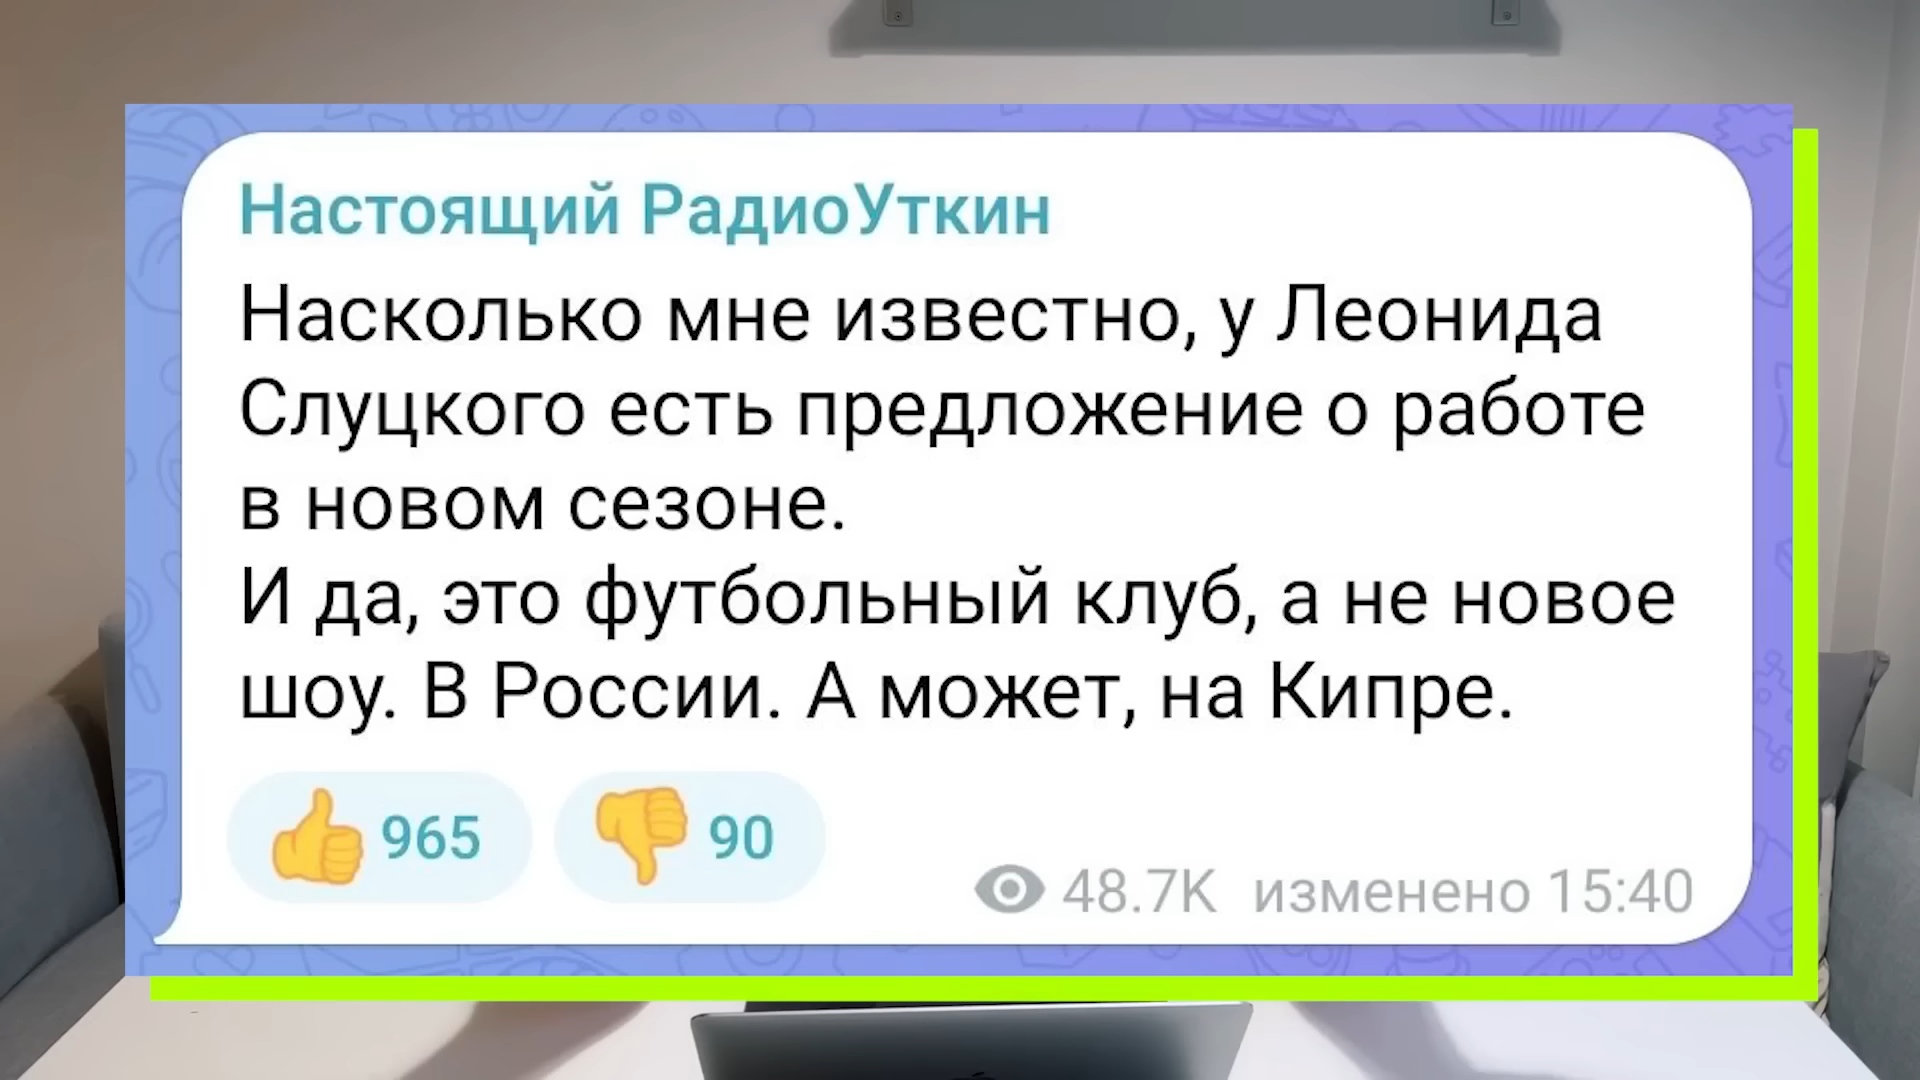 Настоящий РадиоУткин
Насколько мне известно, у Леонида
Слуцкого есть предложение о работе
в новом сезоне.
И да, это футбольный клуб, а не новое
шоу. В России. А может, на Кипре.
965 90
48.7K изменено 15:40